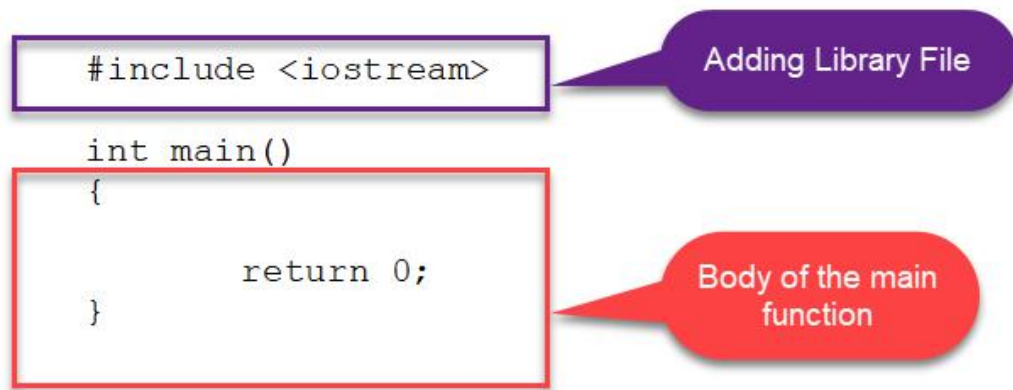 #include <iostream>
Adding Library File
int main()
{
return 0;
}
Body of the main
function